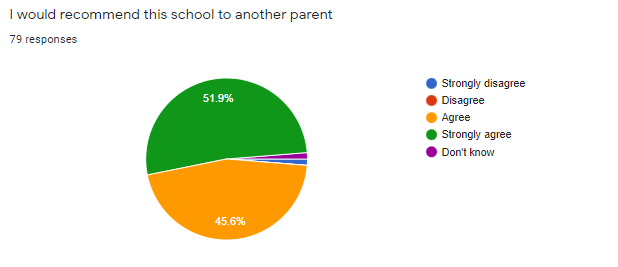 I would recommend this school to another parent
79 responses
51.9%
45.6%
Strongly disagree
Disagree
Agree
Strongly agree
Don't know